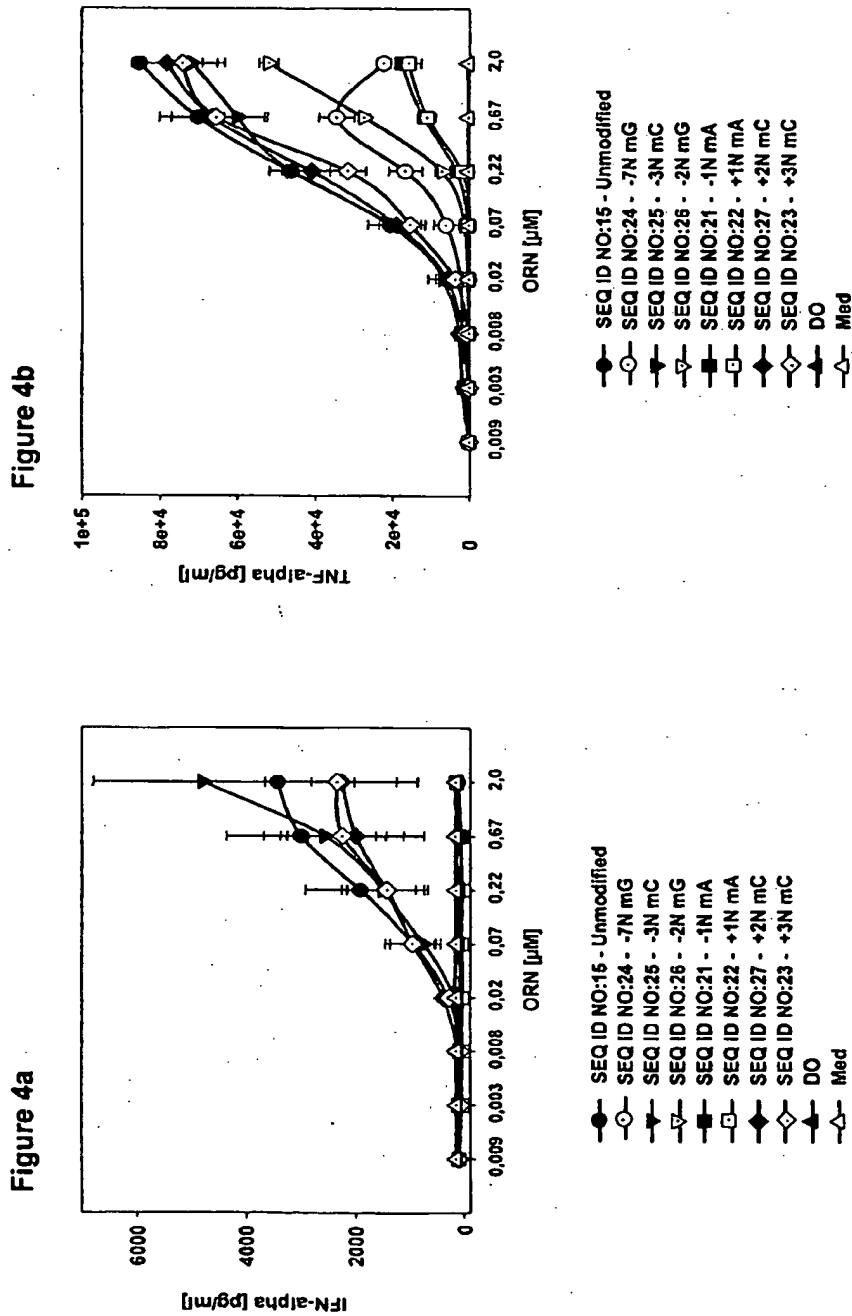 Figure 4a
IFN-alpha [pg/ml]
6000
4000
2000
0
0,009 0,003 0,008 0,02 0,07 0,22 0,67 2,0
ORN [µM]
SEQ ID NO:15 - Unmodified
SEQ ID NO:24 - -7N mG
SEQ ID NO:25 - -3N mC
SEQ ID NO:26 - -2N mG
SEQ ID NO:21 - -1N mA
SEQ ID NO:22 - +1N mA
SEQ ID NO:27 - +2N mC
SEQ ID NO:23 - +3N mC
DO
Med
Figure 4b
TNF-alpha [pg/ml]
1e+5
8e+4
6e+4
4e+4
2e+4
0
0,009 0,003 0,008 0,02 0,07 0,22 0,67 2,0
ORN [µM]
SEQ ID NO:15 - Unmodified
SEQ ID NO:24 - -7N mG
SEQ ID NO:25 - -3N mC
SEQ ID NO:26 - -2N mG
SEQ ID NO:21 - -1N mA
SEQ ID NO:22 - +1N mA
SEQ ID NO:27 - +2N mC
SEQ ID NO:23 - +3N mC
DO
Med